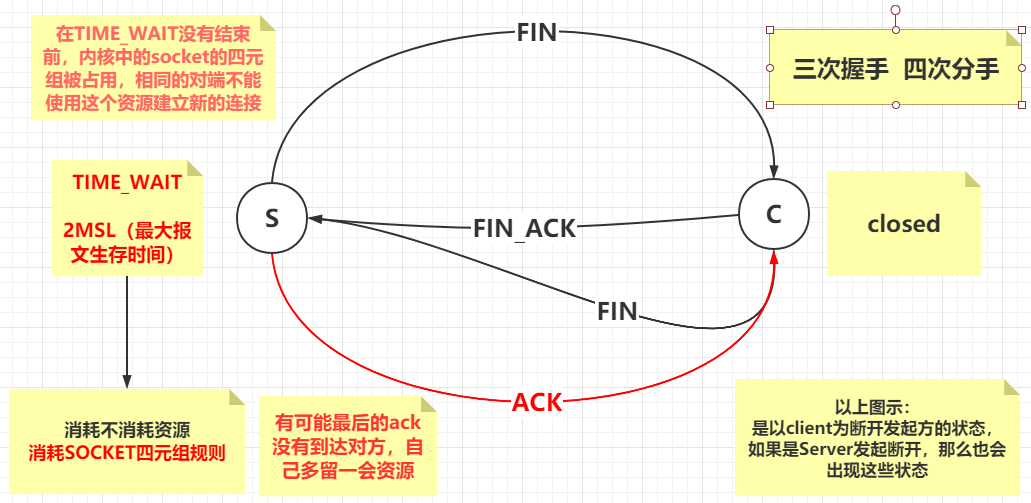 在TIME_WAIT没有结束
前，内核中的socket的四元
组被占用，相同的对端不能
使用这个资源建立新的连接
FIN
三次握手 四次分手
TIME_WAIT
2MSL（最大报
文生存时间）
S
FIN_ACK
C
closed
FIN
ACK
消耗不消耗资源
消耗SOCKET四元组规则
有可能最后的ack
没有到达对方，自
己多留一会资源
以上图示：
是以client为断开发起方的状态，
如果是Server发起断开，那么也会
出现这些状态